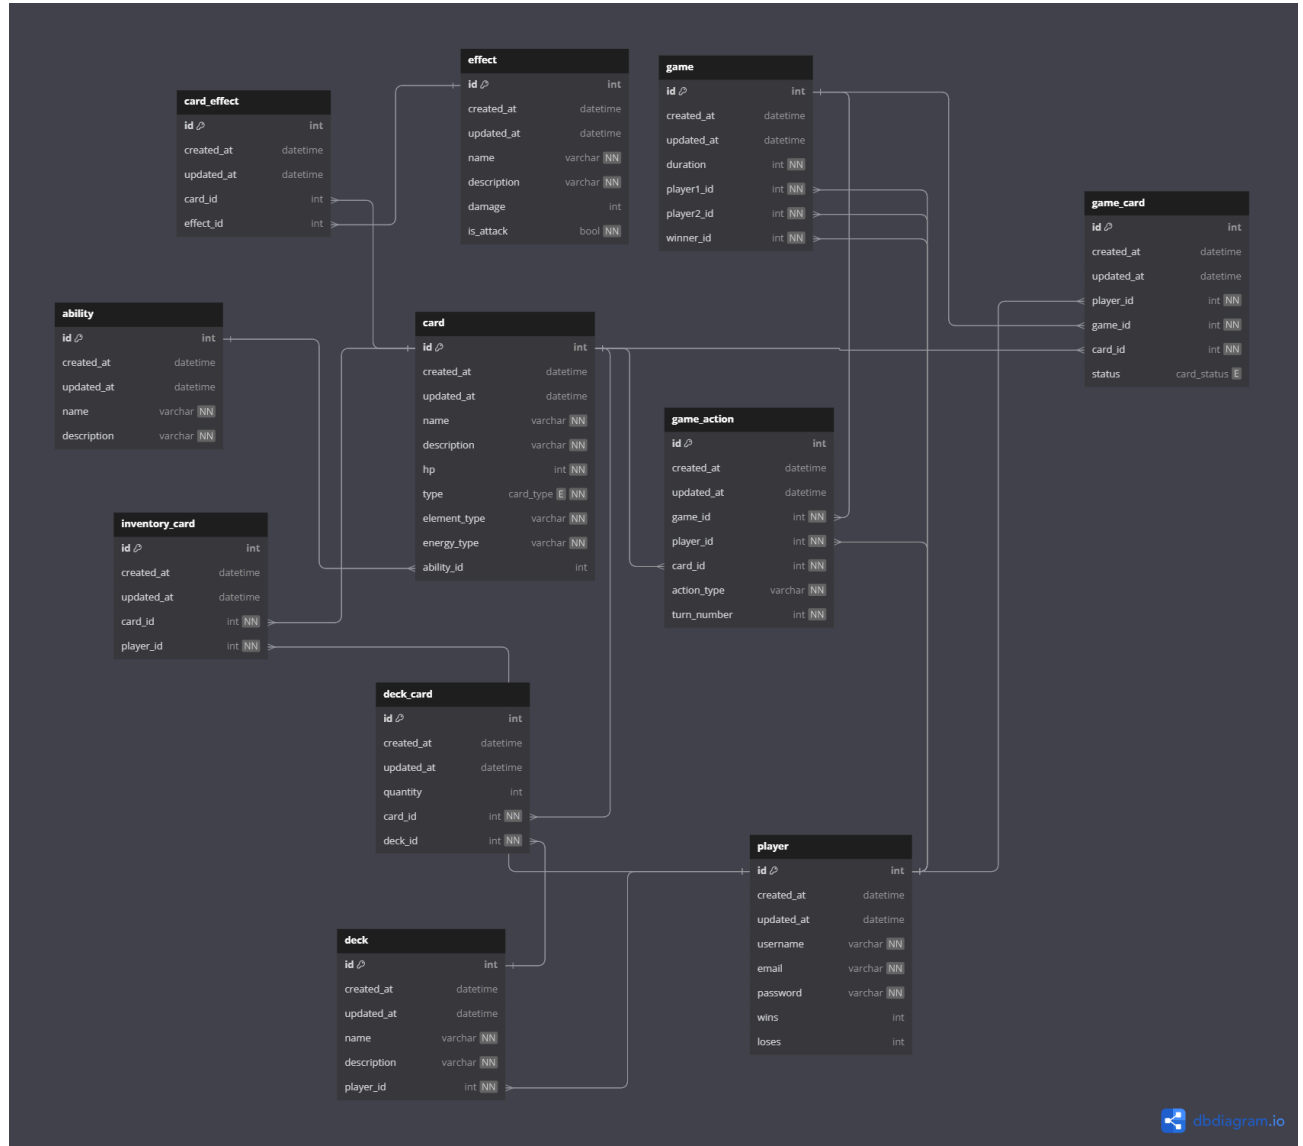 effect
id int
created_at datetime
updated_at datetime
name varchar NN
description varchar NN
damage int
is_attack bool NN
game
id int
created_at datetime
updated_at datetime
duration int NN
player1_id int NN
player2_id int NN
winner_id int NN
card_effect
id int
created_at datetime
updated_at datetime
card_id int
effect_id int
game_card
id int
created_at datetime
updated_at datetime
player_id int NN
game_id int NN
card_id int NN
status card_status E
ability
id int
created_at datetime
updated_at datetime
name varchar NN
description varchar NN
card
id int
created_at datetime
updated_at datetime
name varchar NN
description varchar NN
hp int NN
type card_type E NN
element_type varchar NN
energy_type varchar NN
ability_id int
game_action
id int
created_at datetime
updated_at datetime
game_id int NN
player_id int NN
card_id int NN
action_type varchar NN
turn_number int NN
inventory_card
id int
created_at datetime
updated_at datetime
card_id int NN
player_id int NN
deck_card
id int
created_at datetime
updated_at datetime
quantity int
card_id int NN
deck_id int NN
player
id int
created_at datetime
updated_at datetime
username varchar NN
email varchar NN
password varchar NN
wins int
loses int
deck
id int
created_at datetime
updated_at datetime
name varchar NN
description varchar NN
player_id int NN
dbdiagram.io